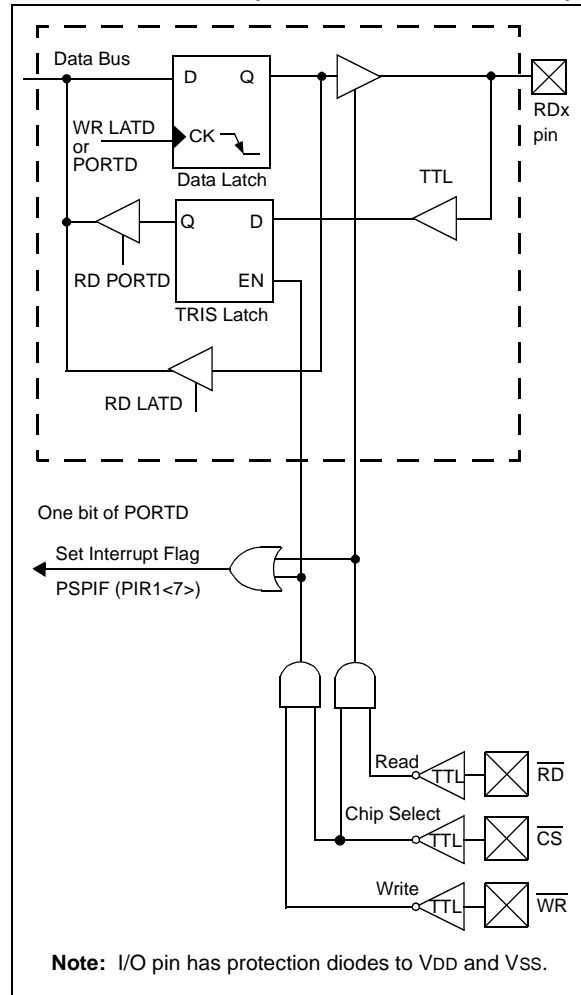 Data Bus
D Q
RDx
pin
WR LATD
or
PORTD
CK
Data Latch
TTL
Q D
RD PORTD
EN
TRIS Latch
RD LATD
One bit of PORTD
Set Interrupt Flag
PSPIF (PIR1<7>)
Read
TTL
RD
Chip Select
TTL
CS
Write
TTL
WR
Note: I/O pin has protection diodes to VDD and VSS.